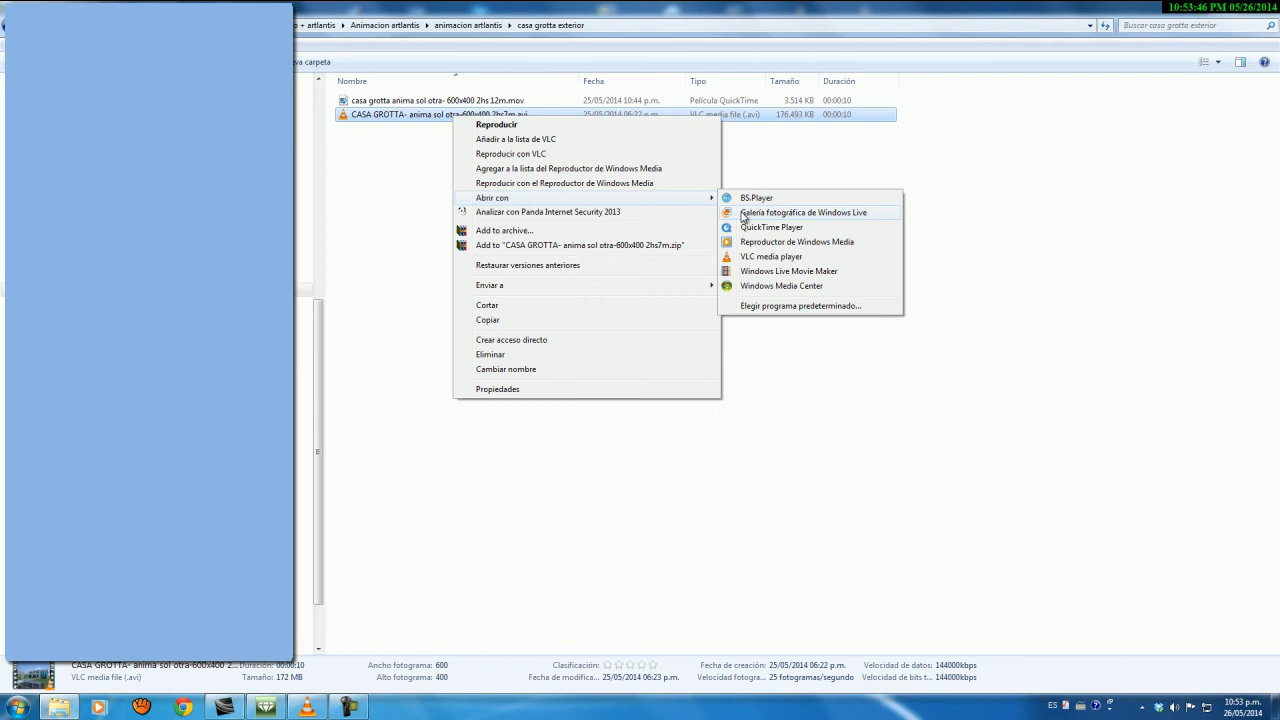 10:53:46 PM 05/26/2014
artlantis ▸ Animacion artlantis ▸ animacion artlantis ▸ casa grotta exterior
Buscar casa grotta exterior
va carpeta
Nombre Fecha Tipo Tamaño Duración
casa grotta anima sol otra- 600x400 2hs 12m.mov 25/05/2014 10:44 p.m. Película QuickTime 3.514 KB 00:00:10
CASA GROTTA- anima sol otra-600x400 2hs7m.avi 25/05/2014 06:22 p.m. VLC media file (.avi) 176.493 KB 00:00:10
Reproducir
Añadir a la lista de VLC
Reproducir con VLC
Agregar a la lista del Reproductor de Windows Media
Reproducir con el Reproductor de Windows Media
Abrir con
Analizar con Panda Internet Security 2013
Add to archive...
Add to "CASA GROTTA- anima sol otra-600x400 2hs7m.zip"
Restaurar versiones anteriores
Enviar a
Cortar
Copiar
Crear acceso directo
Eliminar
Cambiar nombre
Propiedades
BS.Player
Galería fotográfica de Windows Live
QuickTime Player
Reproductor de Windows Media
VLC media player
Windows Live Movie Maker
Windows Media Center
Elegir programa predeterminado...
CASA GROTTA- anima sol otra-600x400 2... Duración: 00:00:10 Ancho fotograma: 600 Clasificación: Fecha de creación: 25/05/2014 06:22 p.m. Velocidad de datos: 144000kbps
VLC media file (.avi) Tamaño: 172 MB Alto fotograma: 400 Fecha de modifica... 25/05/2014 06:23 p.m. Velocidad fotogra... 25 fotogramas/segundo Velocidad de bits t... 144000kbps
ES
10:53 p.m.
26/05/2014